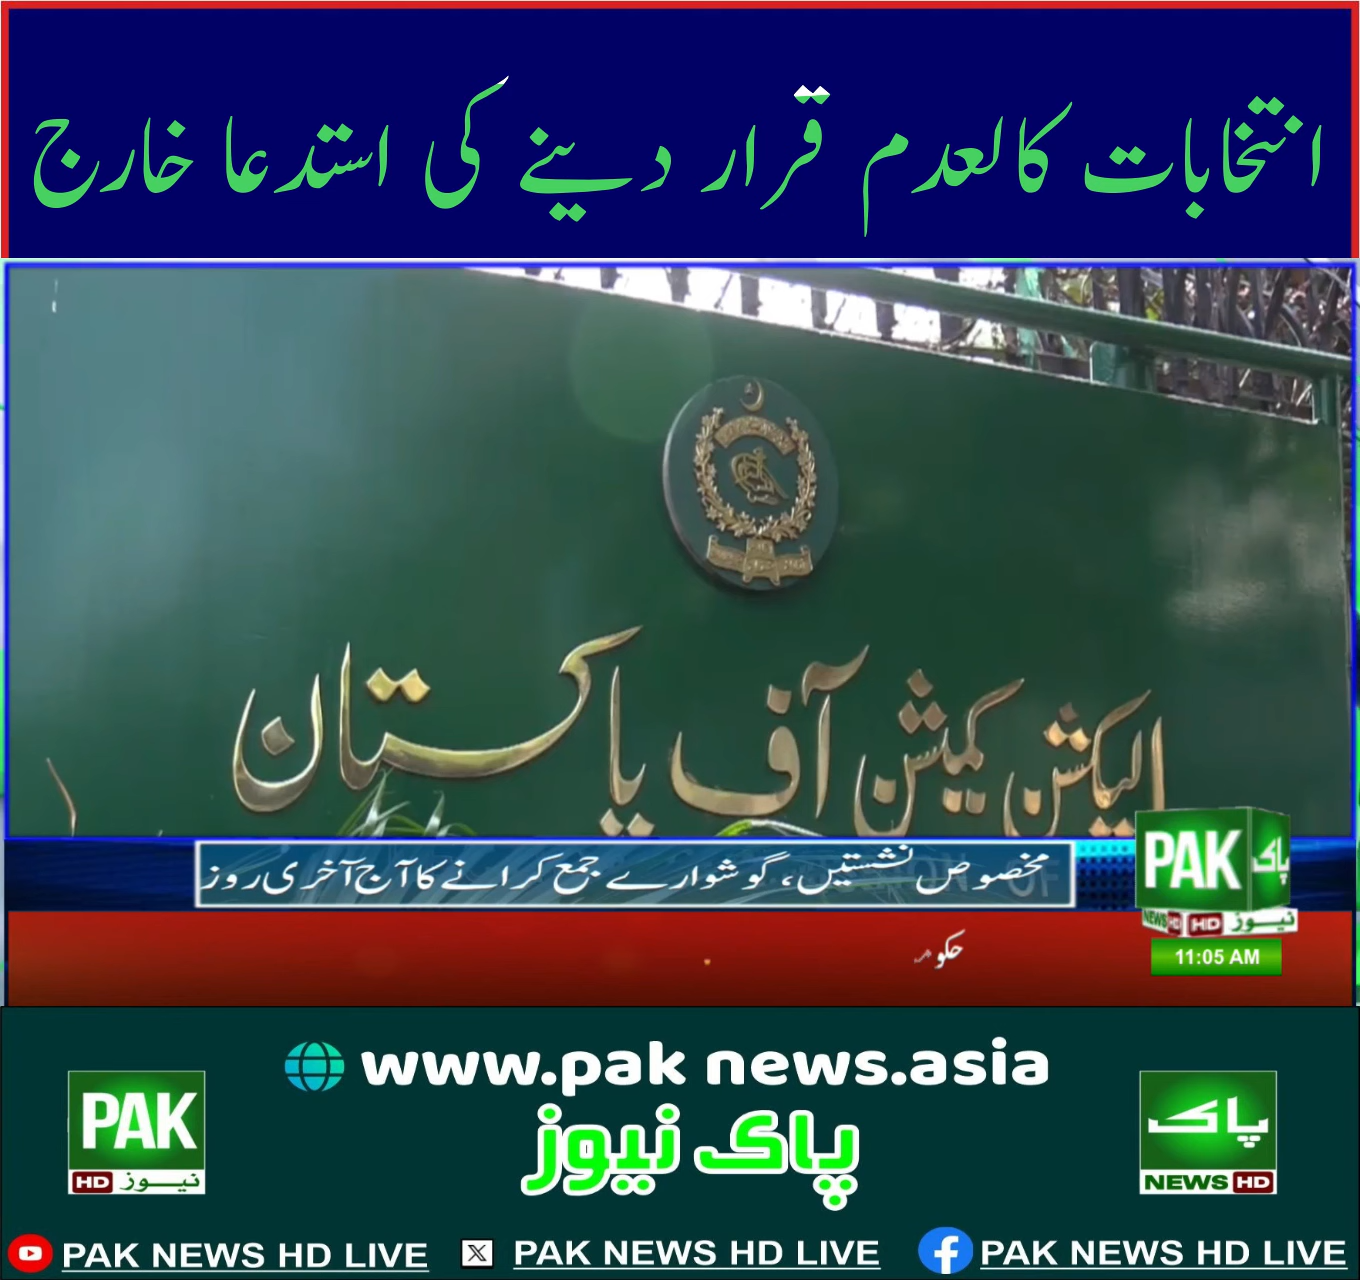 انتخابات کالعدم قرار دینے کی استدعا خارج
الیکشن کمیشن آف پاکستان
مخصوص نشستیں، گوشوارے جمع کرانے کا آج آخری روز
PAK پاک
NEWS HD HD نیوز
11:05 AM
www.pak news.asia
پاک نیوز
PAK
HD نیوز
پاک
NEWS HD
PAK NEWS HD LIVE
X PAK NEWS HD LIVE
f PAK NEWS HD LIVE